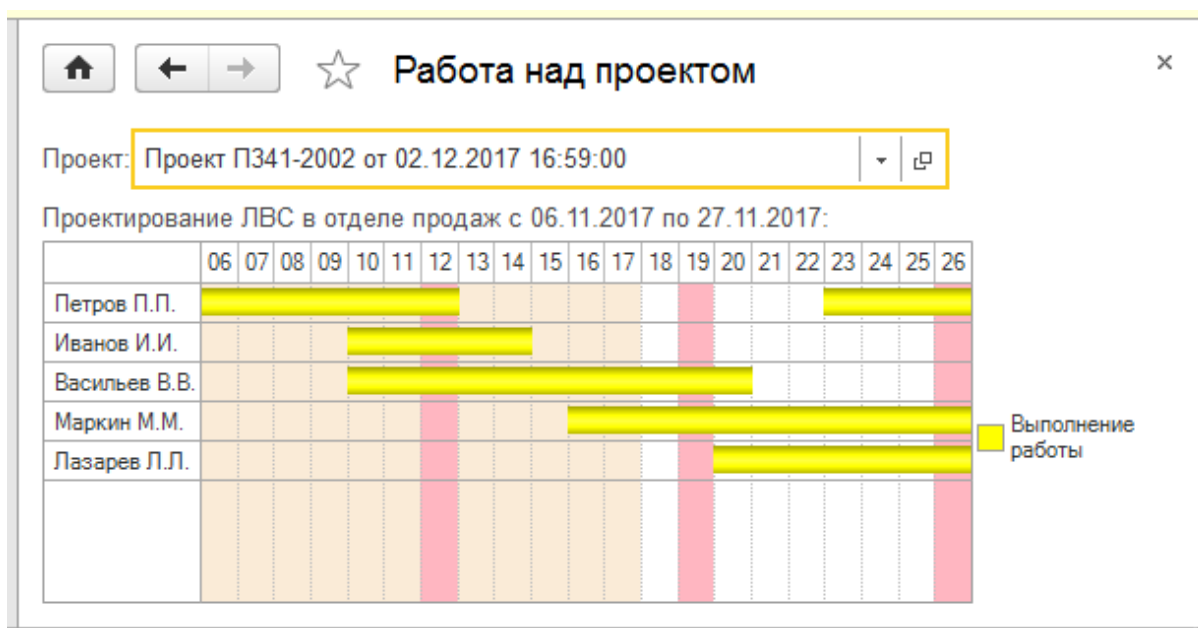 Работа над проектом
×
Проект: Проект П341-2002 от 02.12.2017 16:59:00
Проектирование ЛВС в отделе продаж с 06.11.2017 по 27.11.2017:
06 07 08 09 10 11 12 13 14 15 16 17 18 19 20 21 22 23 24 25 26
Петров П.П.
Иванов И.И.
Васильев В.В.
Маркин М.М.
Лазарев Л.Л.
Выполнение
работы